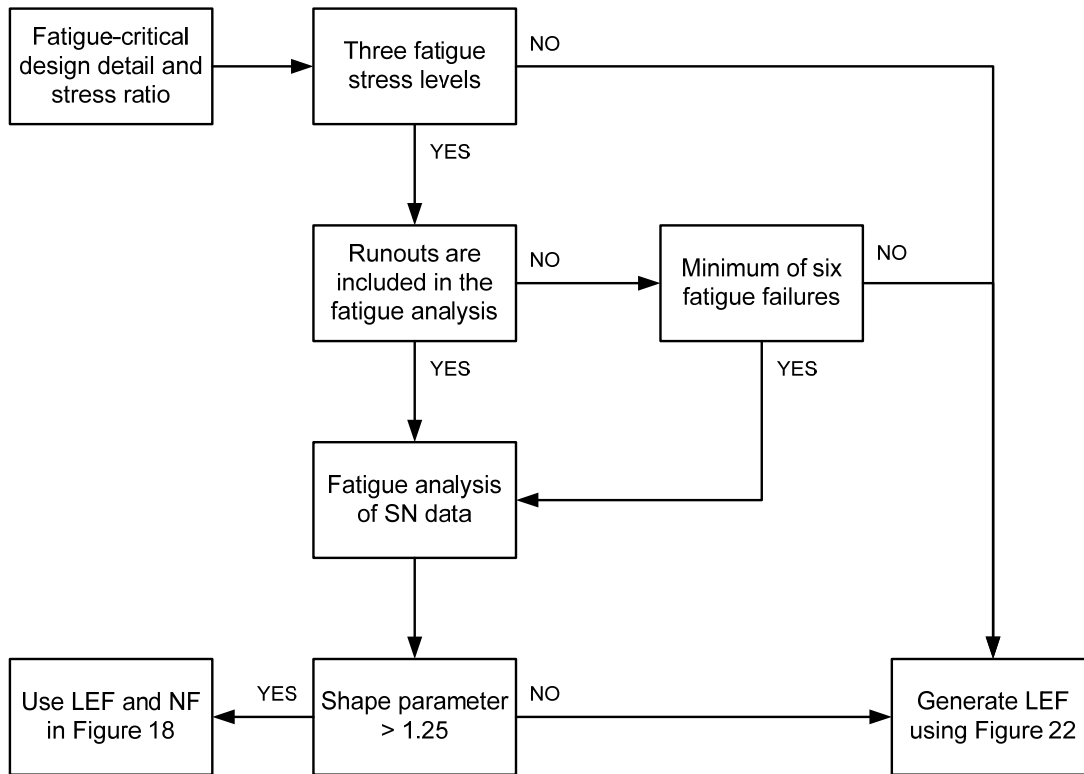 Fatigue-critical
design detail and
stress ratio
Three fatigue
stress levels
NO
YES
Runouts are
included in the
fatigue analysis
NO
Minimum of six
fatigue failures
NO
YES
YES
Fatigue analysis
of SN data
Use LEF and NF
in Figure 18
YES
Shape parameter
> 1.25
NO
Generate LEF
using Figure 22